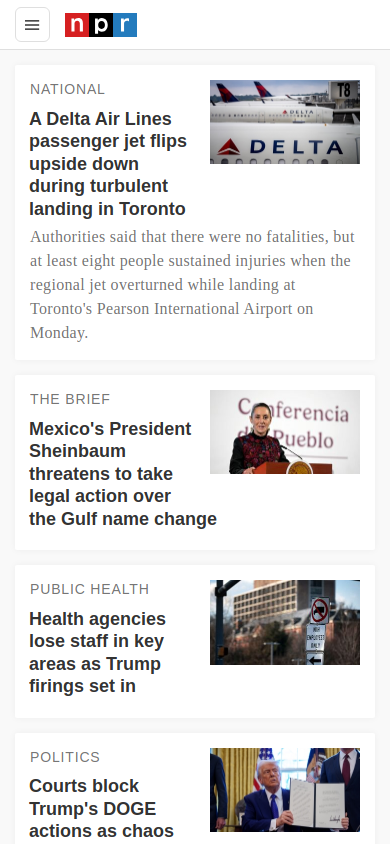 npr
NATIONAL
A Delta Air Lines
passenger jet flips
upside down
during turbulent
landing in Toronto
T8
DELTA
DELTA
Authorities said that there were no fatalities, but
at least eight people sustained injuries when the
regional jet overturned while landing at
Toronto's Pearson International Airport on
Monday.
THE BRIEF
Mexico's President
Sheinbaum
threatens to take
legal action over
the Gulf name change
PUBLIC HEALTH
Health agencies
lose staff in key
areas as Trump
firings set in
EMPLOYEES
ONLY
POLITICS
Courts block
Trump's DOGE
actions as chaos